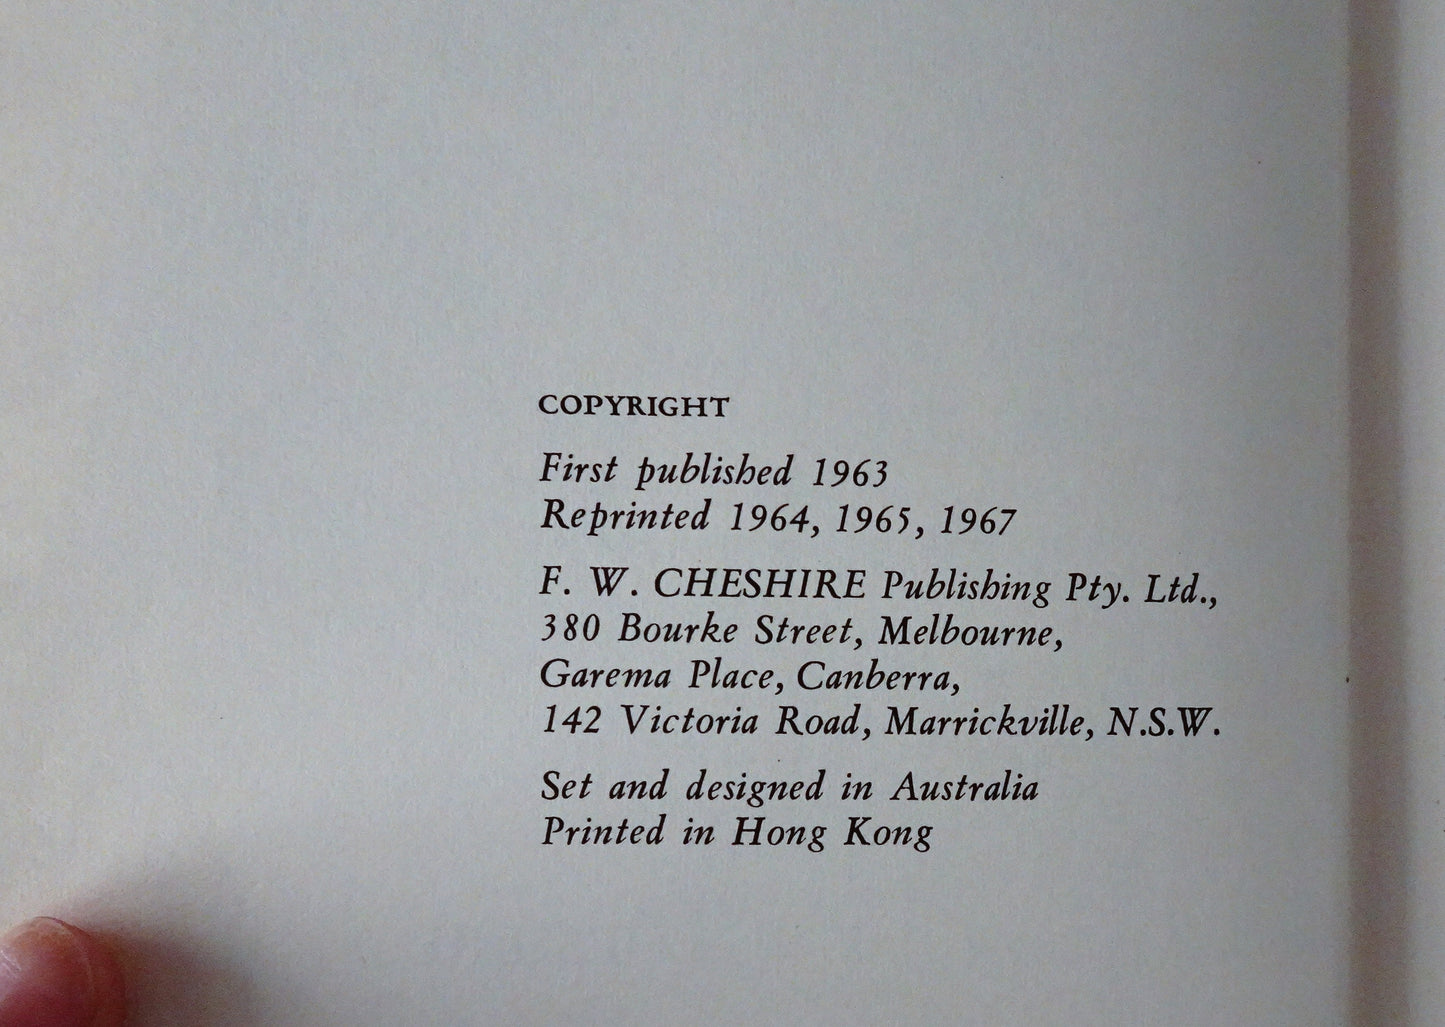 COPYRIGHT
First published 1963
Reprinted 1964, 1965, 1967
F. W. CHESHIRE Publishing Pty. Ltd.,
380 Bourke Street, Melbourne,
Garema Place, Canberra,
142 Victoria Road, Marrickville, N.S.W.
Set and designed in Australia
Printed in Hong Kong